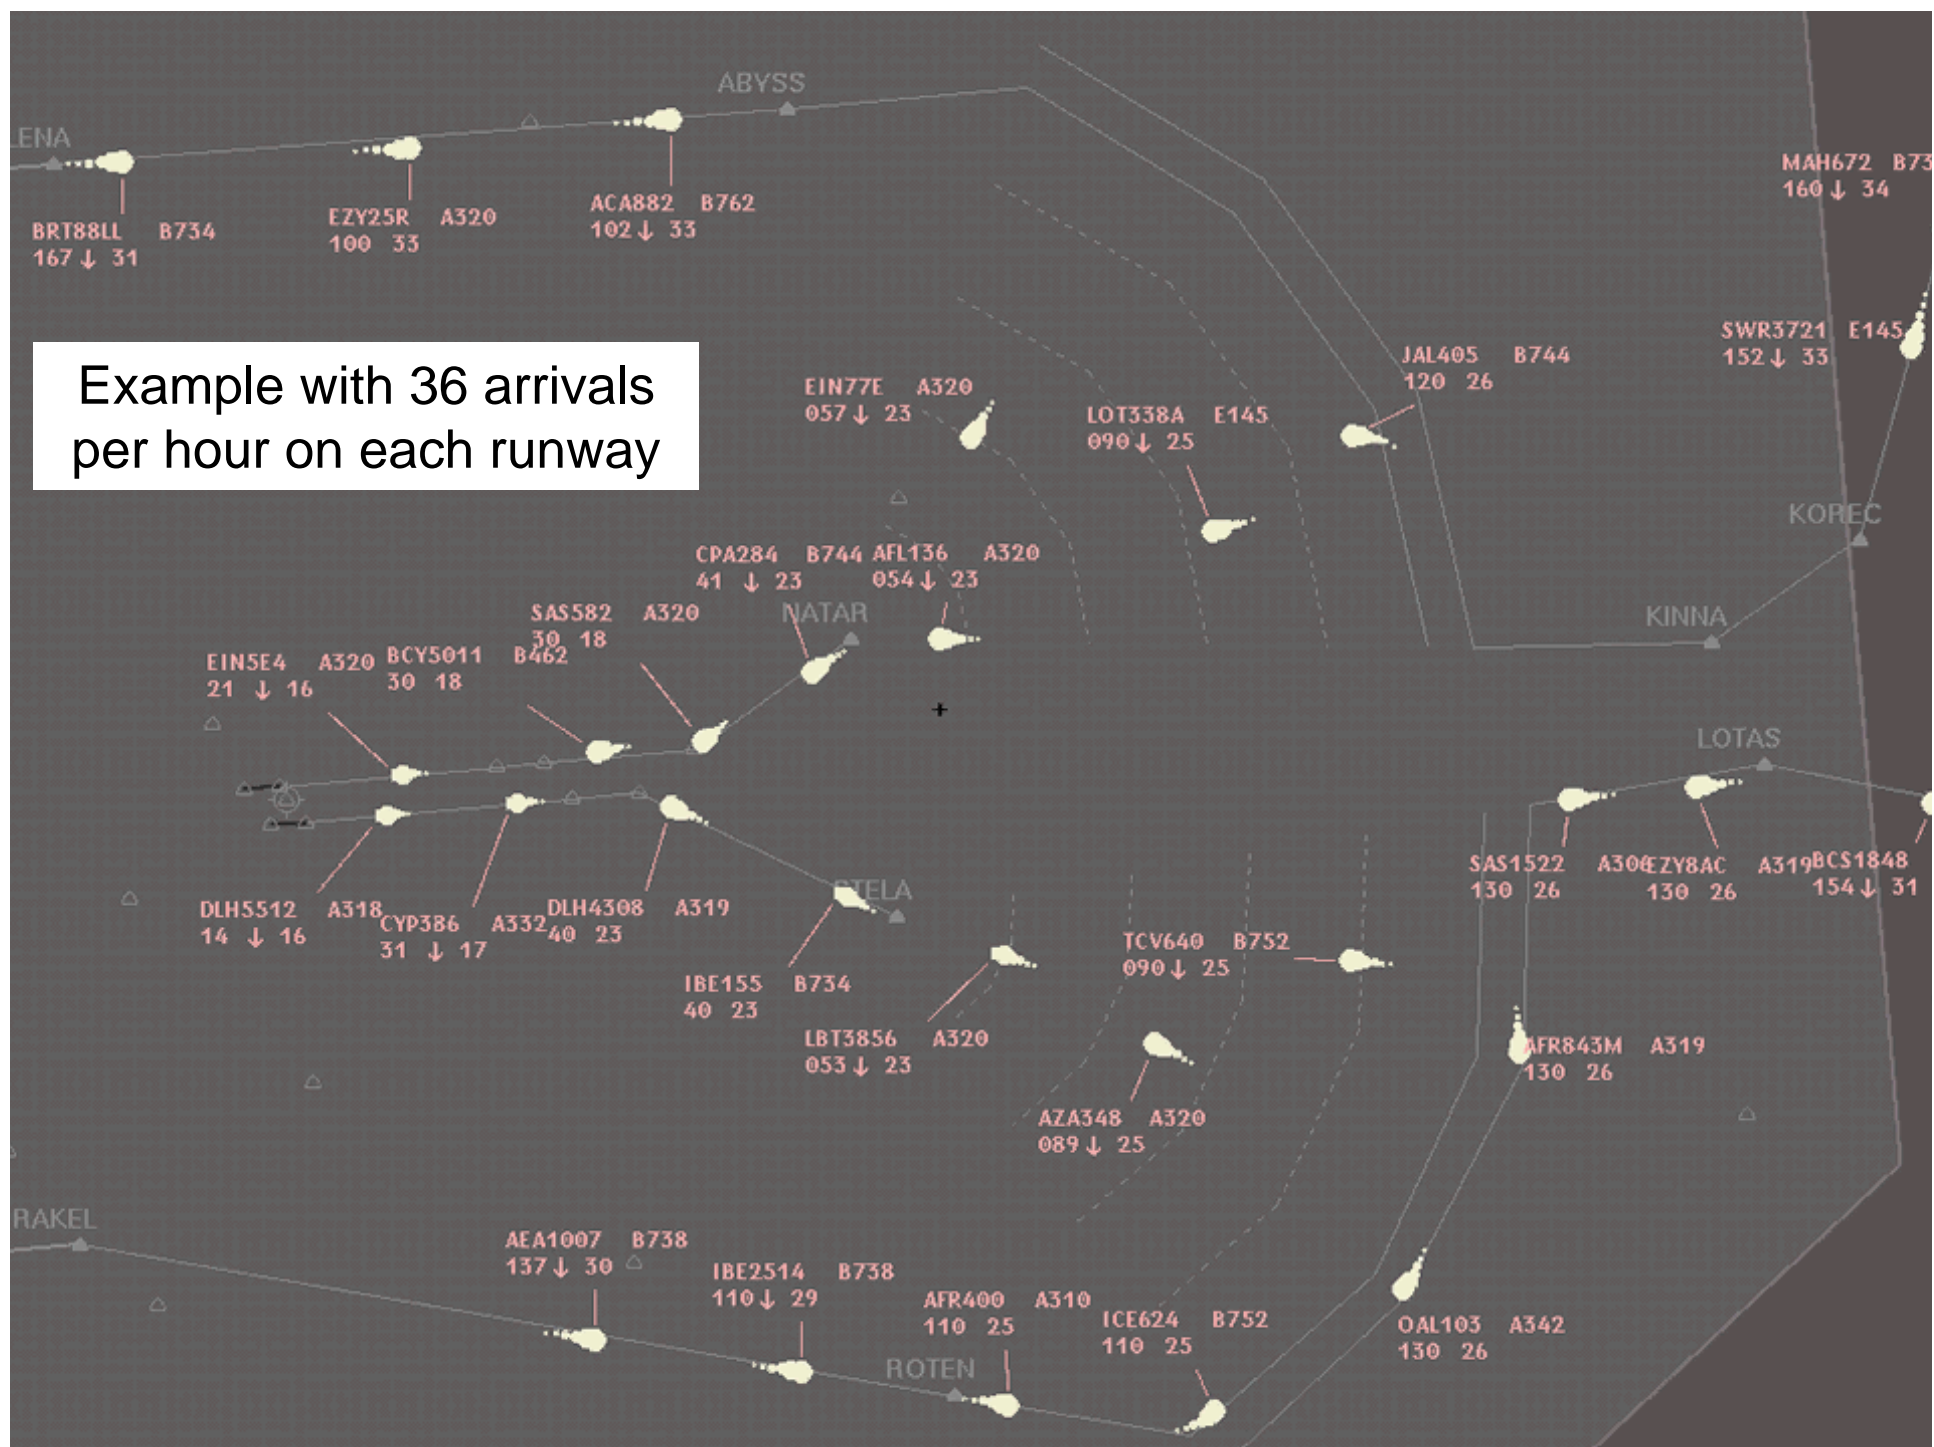 ABYSS
LENA
MAH672 B73
160↓ 34
BRT88LL B734
167↓ 31
EZY25R A320
100 33
ACA882 B762
102↓ 33
Example with 36 arrivals
per hour on each runway
SWR3721 E145
152↓ 33
JAL405 B744
120 26
EIN77E A320
057↓ 23
LOT338A E145
090↓ 25
KOREC
CPA284 B744
41 ↓ 23
AFL136 A320
054↓ 23
NATAR
KINNA
SAS582 A320
30 18
EIN5E4 A320
21 ↓ 16
BCY5011 B462
30 18
LOTAS
SAS1522 A306
130 26
EZY8AC A319
130 26
BCS1848
154↓ 31
STELA
DLH5512 A318
14 ↓ 16
CYP386 A332
31 ↓ 17
DLH4308 A319
40 23
TCV640 B752
090↓ 25
IBE155 B734
40 23
LBT3856 A320
053↓ 23
AFR843M A319
130 26
AZA348 A320
089↓ 25
RAKEL
AEA1007 B738
137↓ 30
IBE2514 B738
110↓ 29
AFR400 A310
110 25
ICE624 B752
110 25
OAL103 A342
130 26
ROTEN